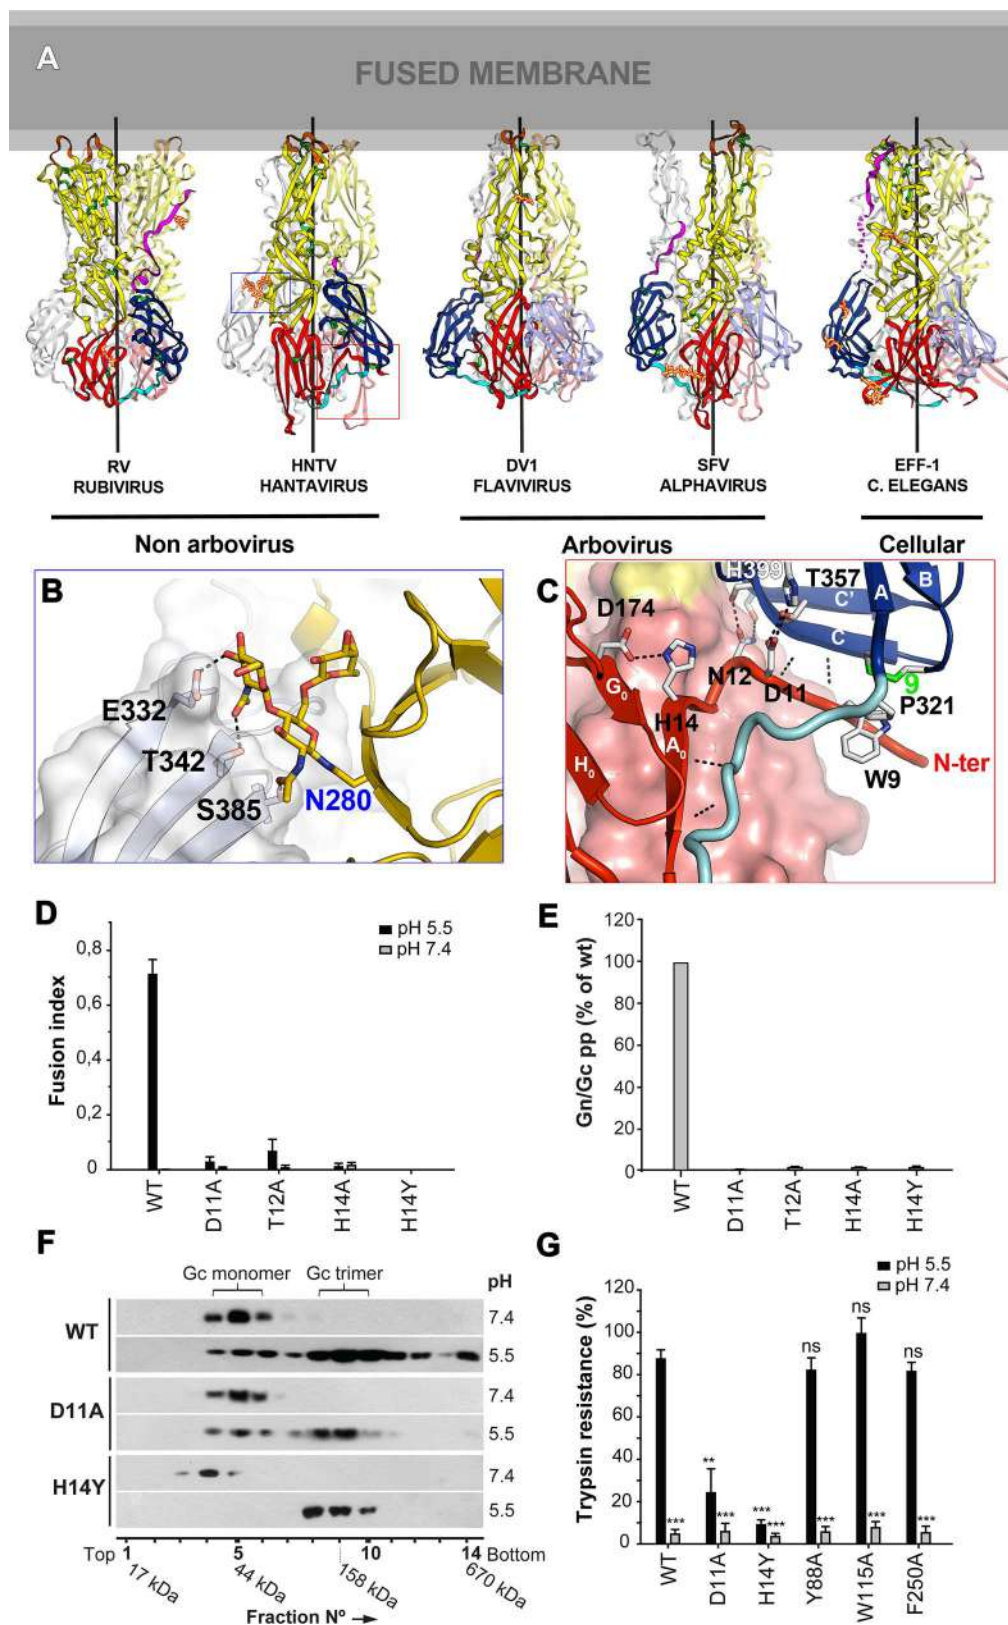 A
FUSED MEMBRANE
RV
RUBIVIRUS
HNTV
HANTAVIRUS
DV1
FLAVIVIRUS
SFV
ALPHAVIRUS
EFF-1
C. ELEGANS
Non arbovirus
Arbovirus
Cellular
B
E332
T342
S385
N280
C
H399
T357
B
A
C'
C
D174
N12
D11
9
P321
G₀
H14
A₀
H₀
W9
N-ter
D
pH 5.5
pH 7.4
Fusion index
0,8
0,6
0,4
0,2
0
WT
D11A
T12A
H14A
H14Y
E
Gn/Gc pp (% of wt)
120
100
80
60
40
20
0
WT
D11A
T12A
H14A
H14Y
F
Gc monomer
Gc trimer
pH
WT
7.4
5.5
D11A
7.4
5.5
H14Y
7.4
5.5
Top 1 5 10 14 Bottom
17 kDa
44 kDa
158 kDa
670 kDa
Fraction Nº →
G
pH 5.5
pH 7.4
Trypsin resistance (%)
120
100
80
60
40
20
0
** *** *** *** ns *** ns *** ns ***
***
WT
D11A
H14Y
Y88A
W115A
F250A